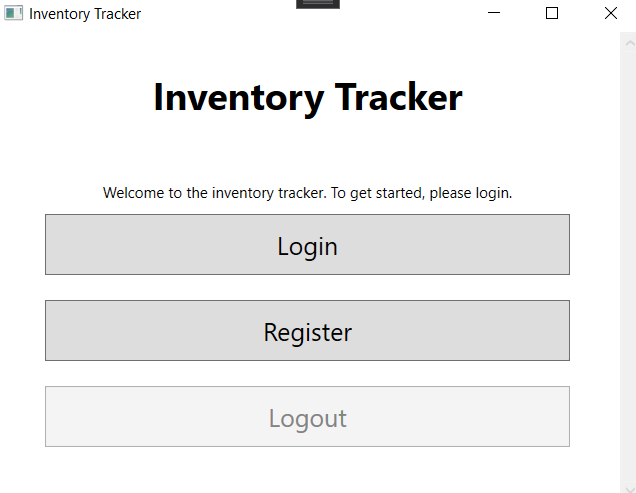 Inventory Tracker
Inventory Tracker
Welcome to the inventory tracker. To get started, please login.
Login
Register
Logout